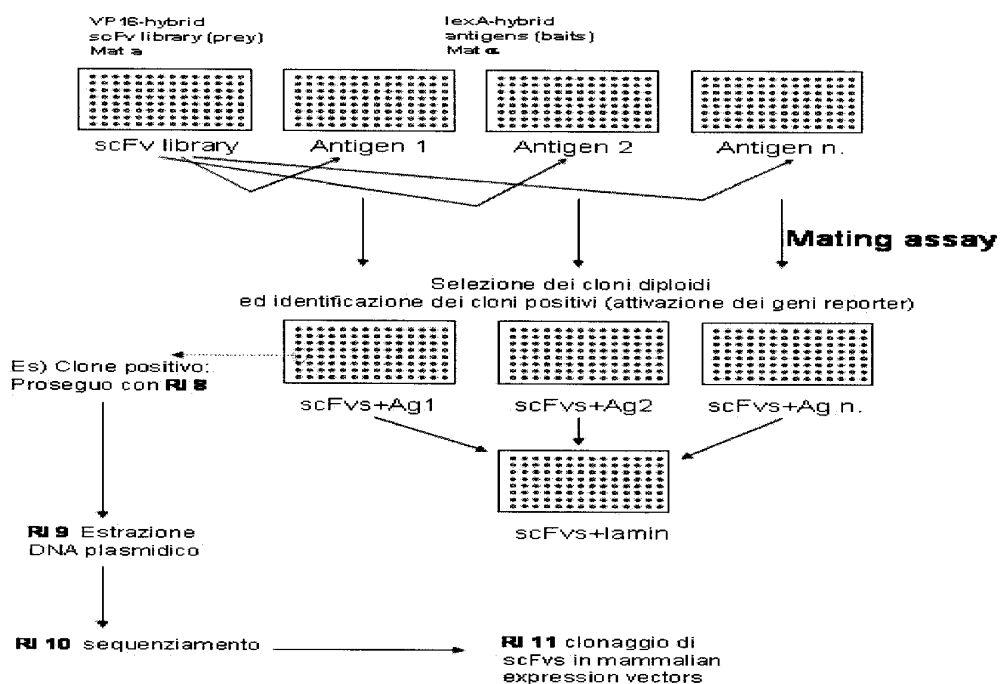 VP16-hybrid
scFv library (prey)
Mat a
lexA-hybrid
antigens (baits)
Mat α
scFv library
Antigen 1
Antigen 2
Antigen n.
Mating assay
Selezione dei cloni diploidi
ed identificazione dei cloni positivi (attivazione dei geni reporter)
Es) Clone positivo:
Proseguo con RI 8
scFvs+Ag1
scFvs+Ag2
scFvs+Ag n.
scFvs+lamin
RI 9 Estrazione
DNA plasmidico
RI 10 sequenziamento
RI 11 clonaggio di
scFvs in mammalian
expression vectors